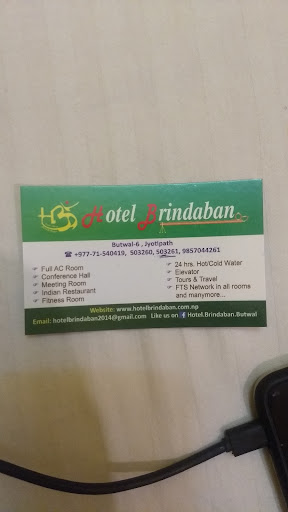 Hotel Brindaban
Butwal-6 , Jyotipath
☎ +977-71-540419, 503260, 503261, 9857044261
Full AC Room
Conference Hall
Meeting Room
Indian Restaurant
Fitness Room
24 hrs. Hot/Cold Water
Elevator
Tours & Travel
FTS Network in all rooms
and manymore...
Website: www.hotelbrindaban.com.np
Email: hotelbrindaban2014@gmail.com Like us on f Hotel.Brindaban.Butwal